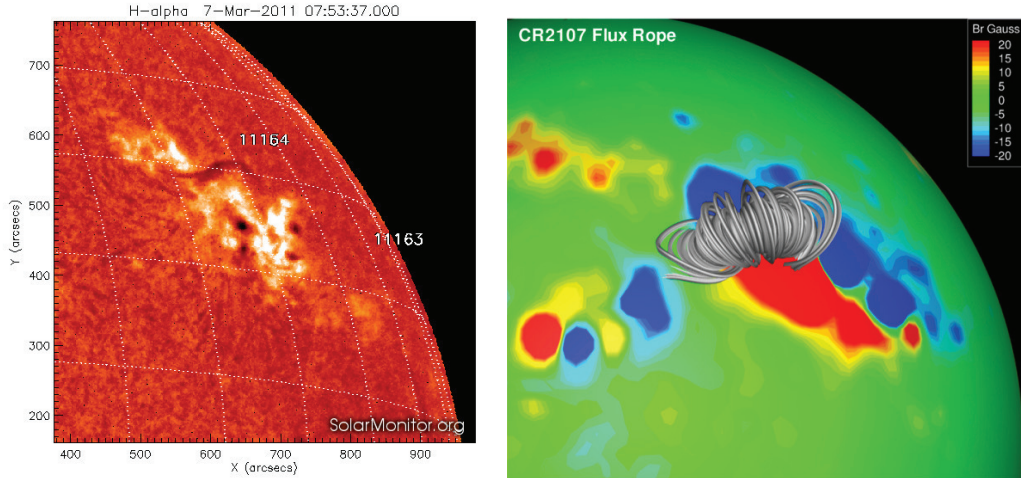 H-alpha 7-Mar-2011 07:53:37.000
700
600
500
400
300
200
Y (arcsecs)
11164
11163
SolarMonitor.org
400 500 600 700 800 900
X (arcsecs)
CR2107 Flux Rope
Br Gauss
20
15
10
5
0
-5
-10
-15
-20